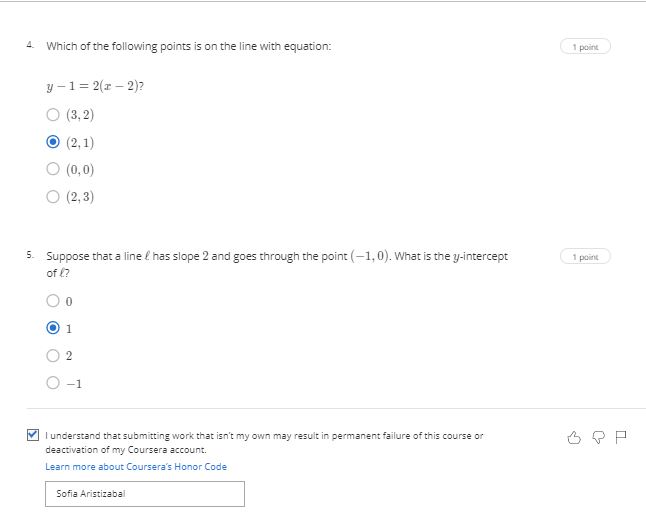 4. Which of the following points is on the line with equation:
1 point
y − 1 = 2(x − 2)?
(3, 2)
(2, 1)
(0, 0)
(2, 3)
5. Suppose that a line ℓ has slope 2 and goes through the point (−1, 0). What is the y-intercept
of ℓ?
1 point
0
1
2
−1
I understand that submitting work that isn't my own may result in permanent failure of this course or
deactivation of my Coursera account.
Learn more about Coursera's Honor Code
Sofia Aristizabal